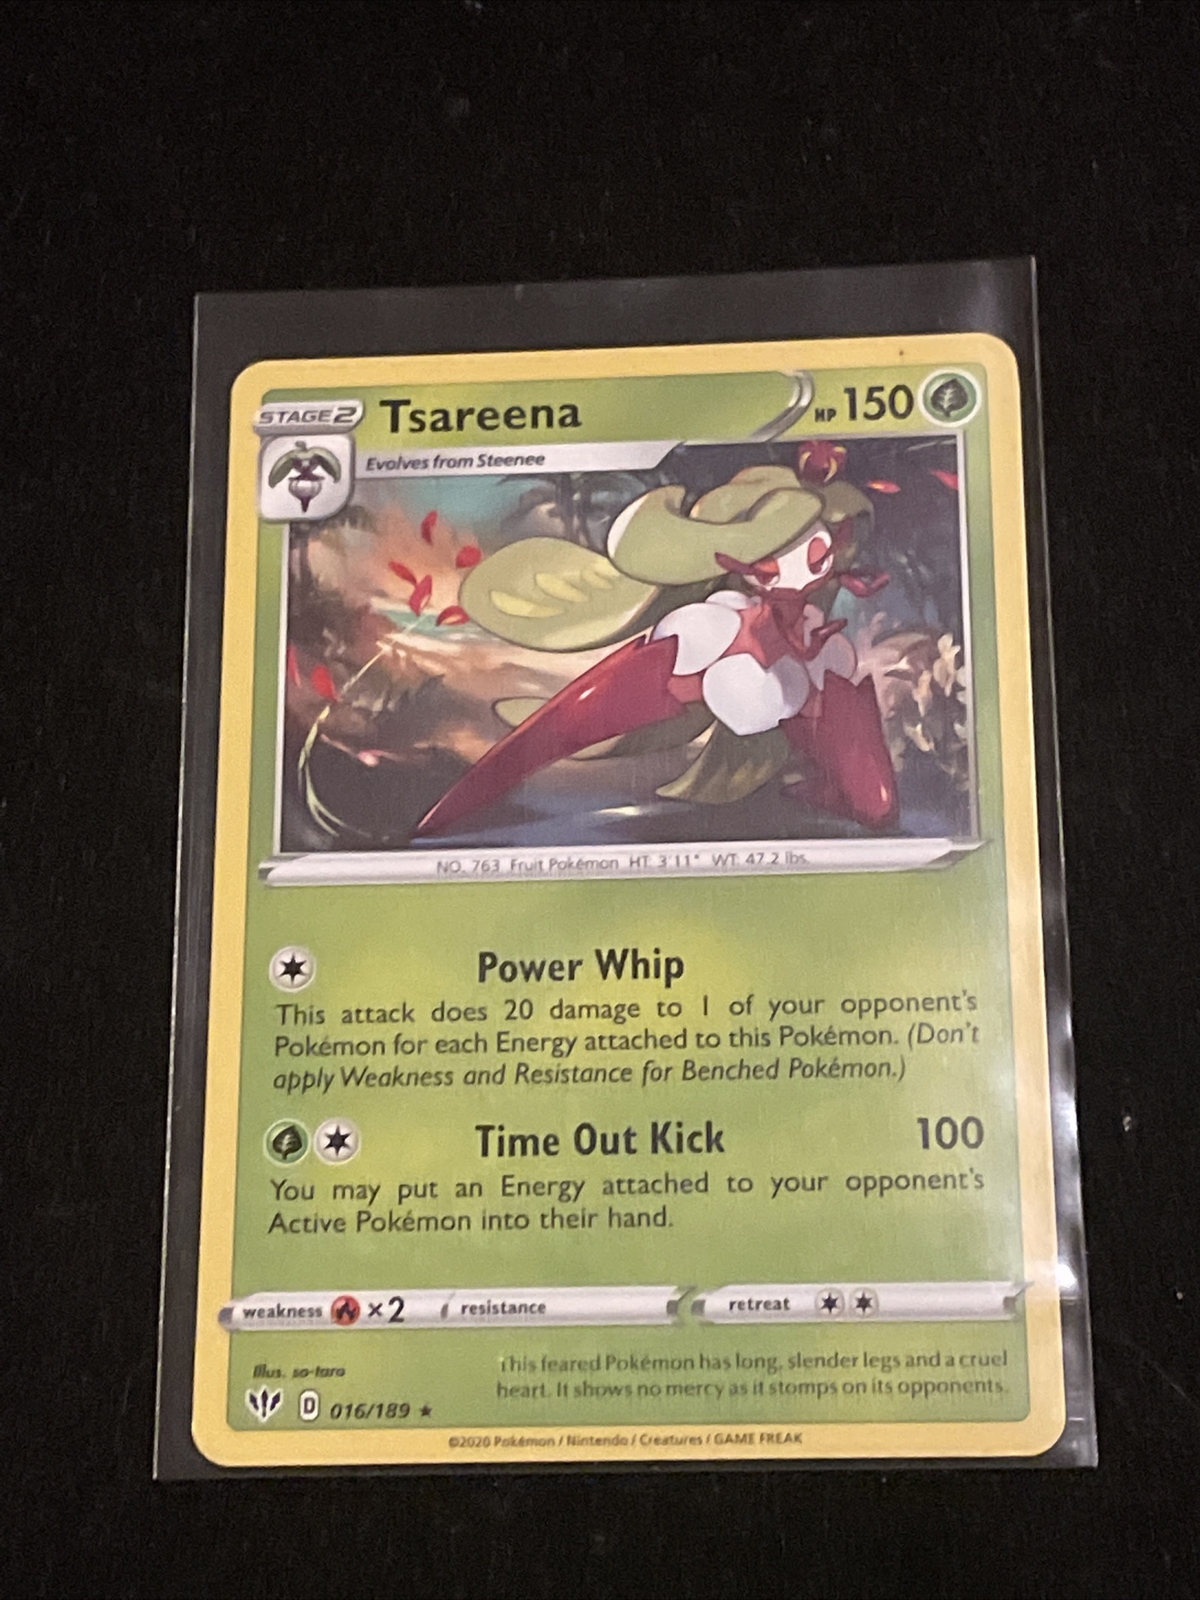 STAGE 2 Tsareena HP 150
Evolves from Steenee
NO. 763 Fruit Pokémon HT: 3'11" WT: 47.2 lbs.
Power Whip
This attack does 20 damage to 1 of your opponent's
Pokémon for each Energy attached to this Pokémon. (Don't
apply Weakness and Resistance for Benched Pokémon.)
Time Out Kick 100
You may put an Energy attached to your opponent's
Active Pokémon into their hand.
weakness ×2 resistance retreat
Illus. so-taro
This feared Pokémon has long, slender legs and a cruel
heart. It shows no mercy as it stomps on its opponents.
D 016/189 ★
©2020 Pokémon / Nintendo / Creatures / GAME FREAK